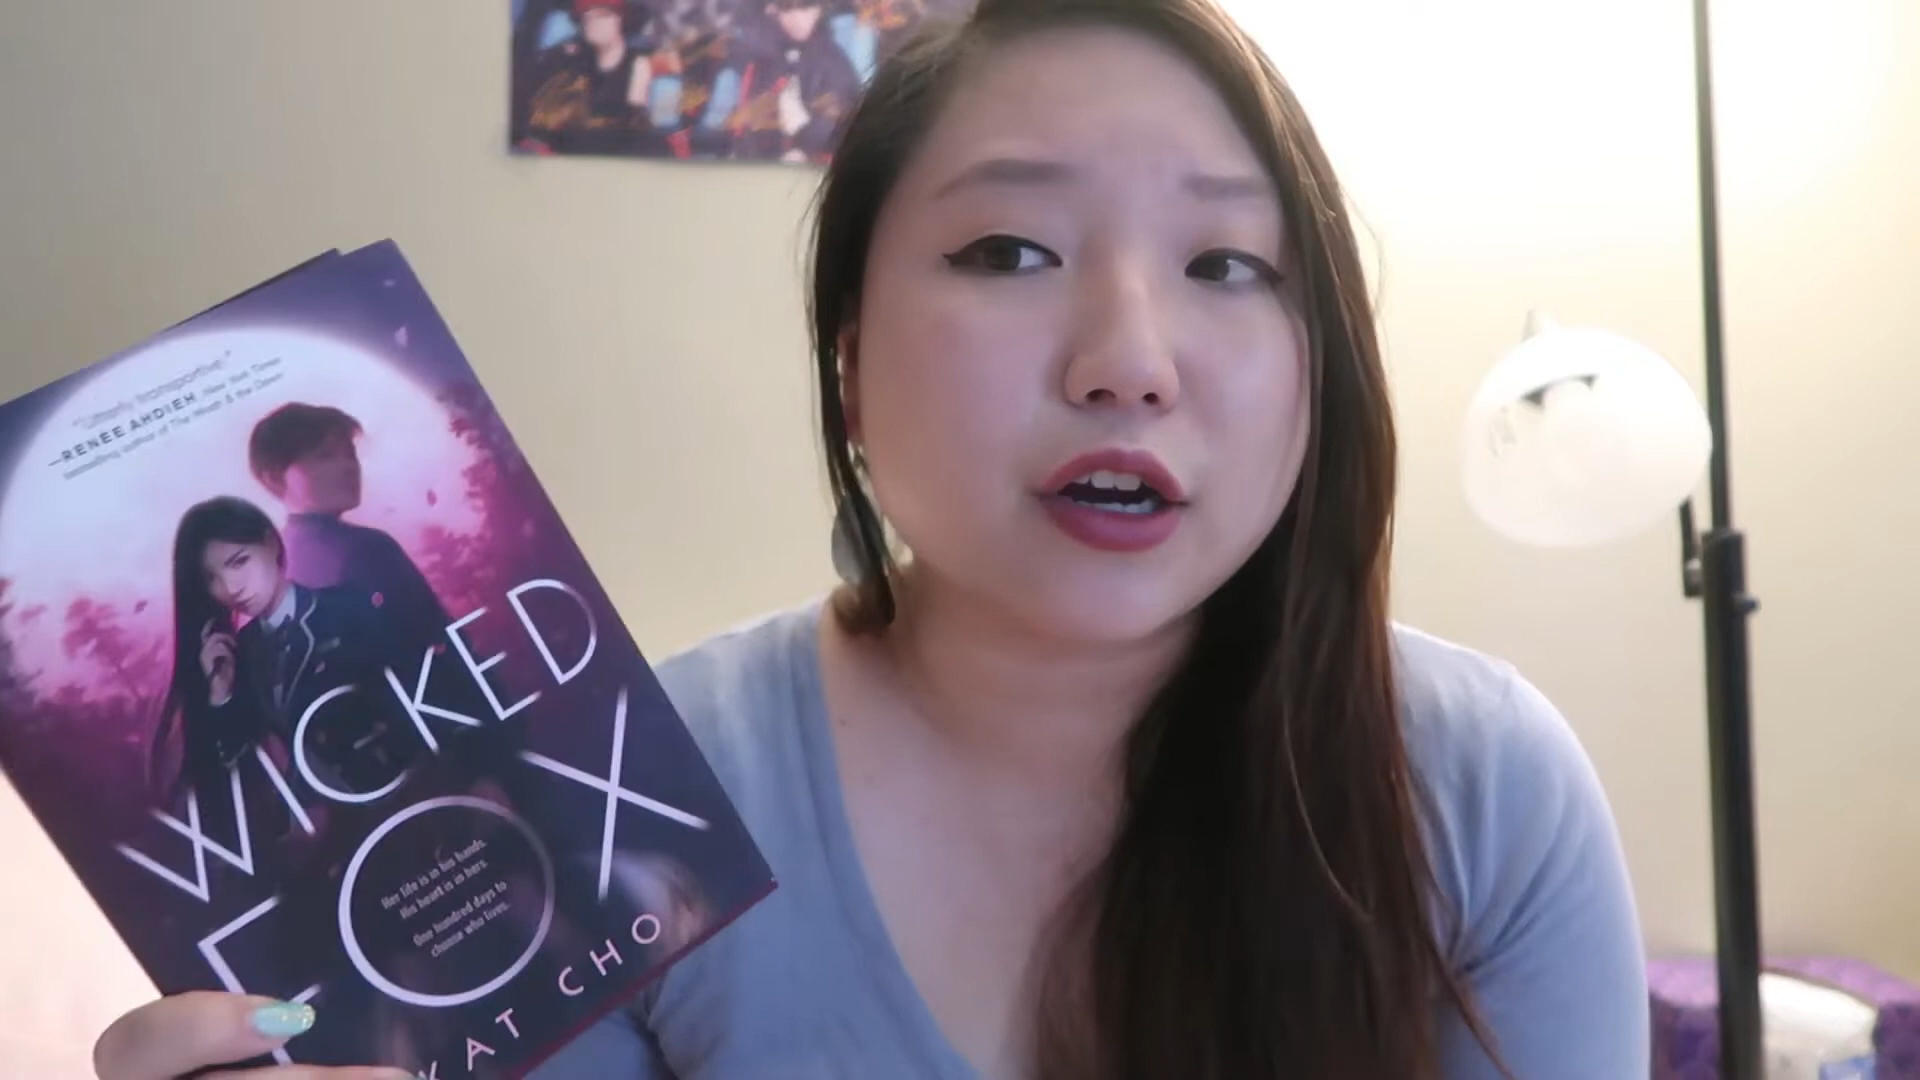 "Utterly transportive."
—RENEE AHDIEH, New York Times
bestselling author of The Wrath & the Dawn
WICKED
FOX
Her life is in his hands.
His heart is in hers.
One hundred days to
choose who lives.
KAT CHO